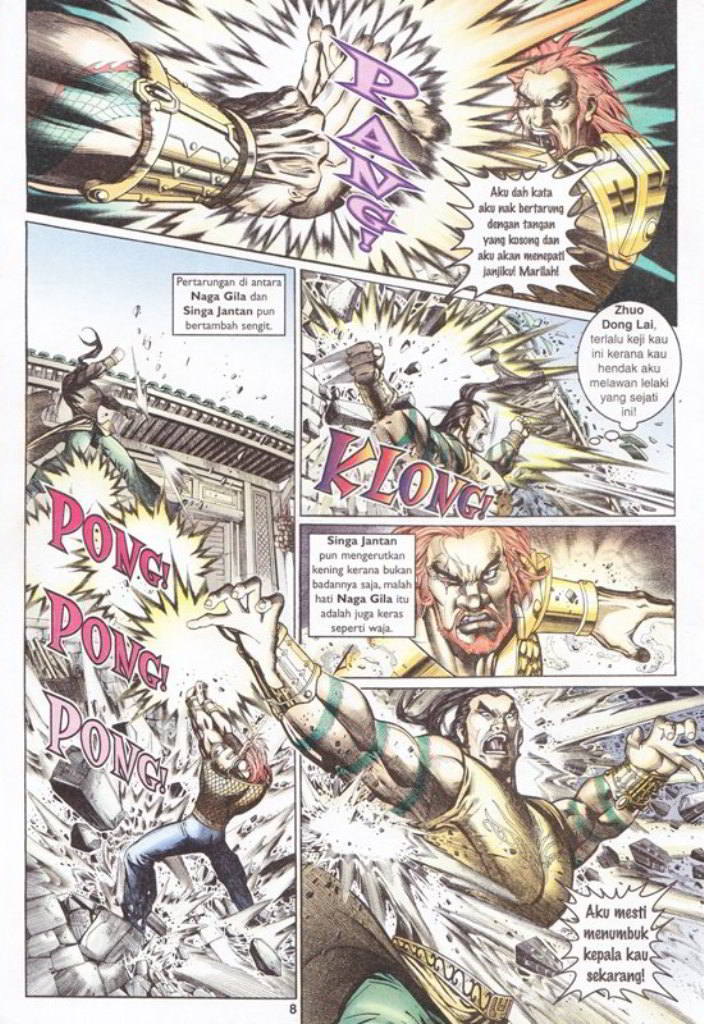 PANG!
Aku dah kata
aku nak bertarung
dengan tangan
yang kosong dan
aku akan menepati
janjiku! Marilah!
Pertarungan di antara
Naga Gila dan
Singa Jantan pun
bertambah sengit.
Zhuo
Dong Lai,
terlalu keji kau
ini kerana kau
hendak aku
melawan lelaki
yang sejati
ini!
KLONG!
PONG!
PONG!
PONG!
Singa Jantan
pun mengerutkan
kening kerana bukan
badannya saja, malah
hati Naga Gila itu
adalah juga keras
seperti waja.
Aku mesti
menumbuk
kepala kau
sekarang!
8